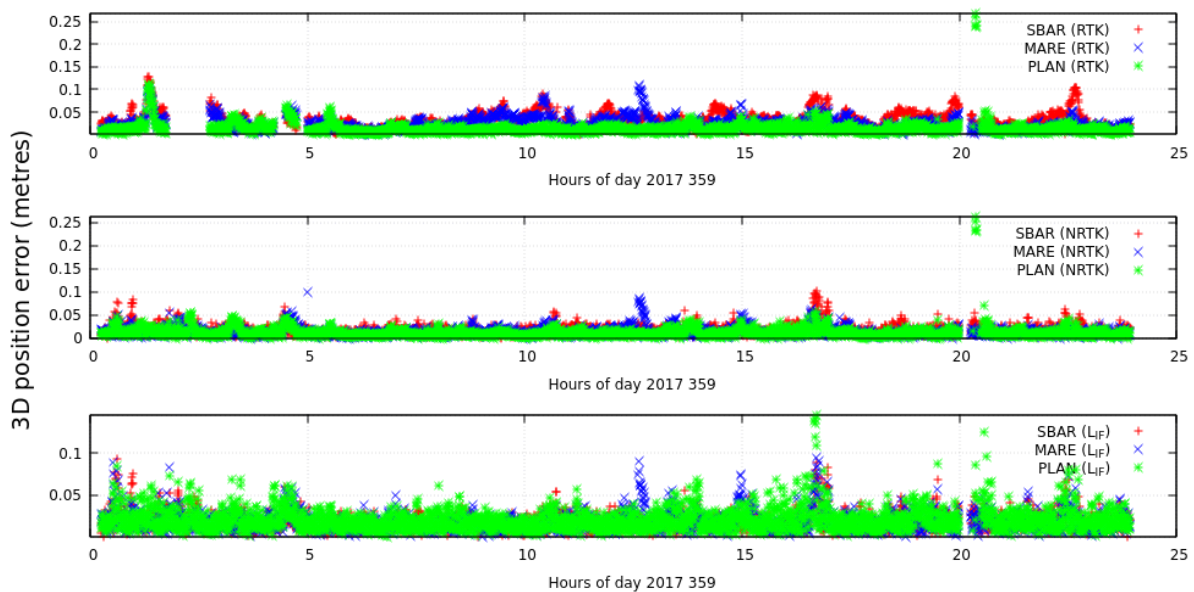 3D position error (metres)
0.25
0.2
0.15
0.1
0.05
SBAR (RTK)
MARE (RTK)
PLAN (RTK)
0 5 10 15 20 25
Hours of day 2017 359
0.25
0.2
0.15
0.1
0.05
0
SBAR (NRTK)
MARE (NRTK)
PLAN (NRTK)
0 5 10 15 20 25
Hours of day 2017 359
0.1
0.05
SBAR (L_IF)
MARE (L_IF)
PLAN (L_IF)
0 5 10 15 20 25
Hours of day 2017 359